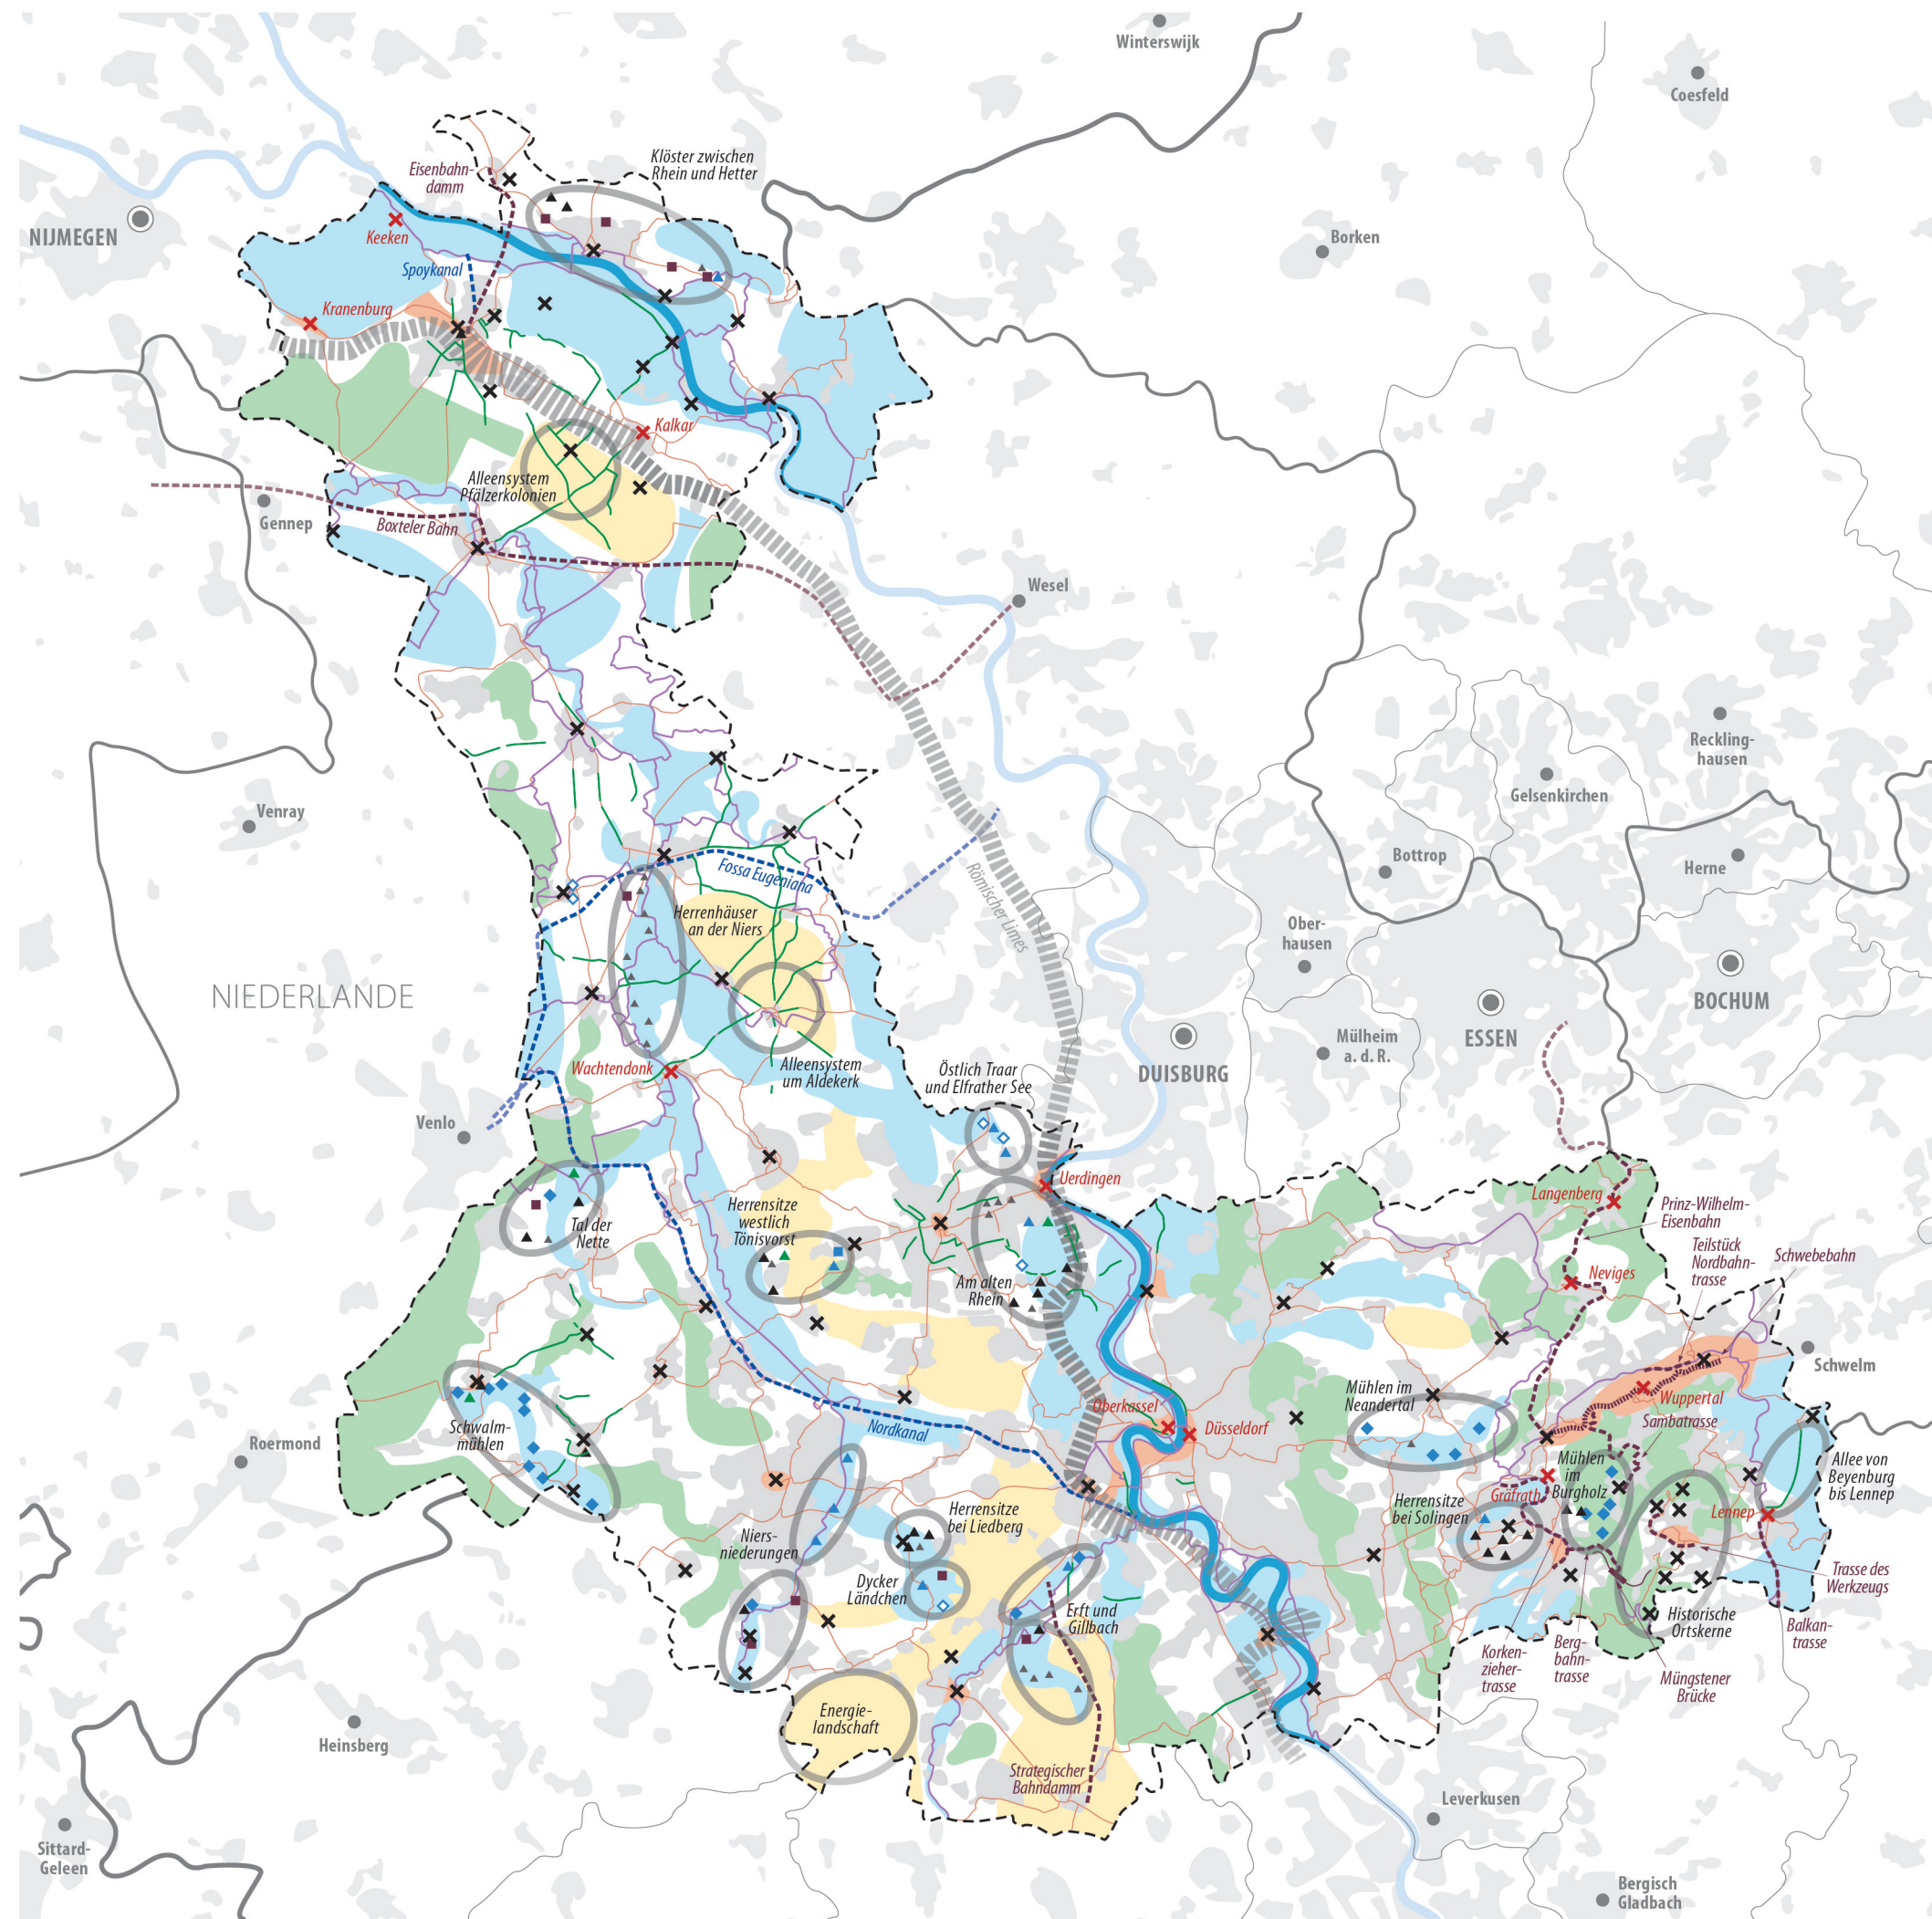 Winterswijk
Coesfeld
Klöster zwischen
Rhein und Hetter
Eisenbahn-
damm
NIJMEGEN
Keeken
Borken
Spoykanal
Kranenburg
Kalkar
Alleensystem
Pfälzerkolonien
Gennep
Boxteler Bahn
Wesel
Reckling-
hausen
Gelsenkirchen
Venray
Bottrop
Herne
Fossa Eugeniana
Römischer Limes
Herrenhäuser
an der Niers
Ober-
hausen
NIEDERLANDE
BOCHUM
ESSEN
Mülheim
a. d. R.
DUISBURG
Wachtendonk
Alleensystem
um Aldekerk
Östlich Traar
und Elfrather See
Venlo
Uerdingen
Langenberg
Prinz-Wilhelm-
Eisenbahn
Herrensitze
westlich
Tönisvorst
Tal der
Nette
Teilstück
Nordbahn-
trasse
Schwebebahn
Neviges
Am alten
Rhein
Schwelm
Mühlen im
Neandertal
Wuppertal
Oberkassel
Düsseldorf
Sambatrasse
Schwalm-
mühlen
Nordkanal
Roermond
Mühlen
im
Burgholz
Allee von
Beyenburg
bis Lennep
Gräfrath
Herrensitze
bei Solingen
Lennep
Herrensitze
bei Liedberg
Niers-
niederungen
Dycker
Ländchen
Trasse des
Werkzeugs
Erft und
Gillbach
Historische
Ortskerne
Balkan-
trasse
Korken-
zieher-
trasse
Berg-
bahn-
trasse
Müngstener
Brücke
Energie-
landschaft
Heinsberg
Strategischer
Bahndamm
Leverkusen
Sittard-
Geleen
Bergisch
Gladbach